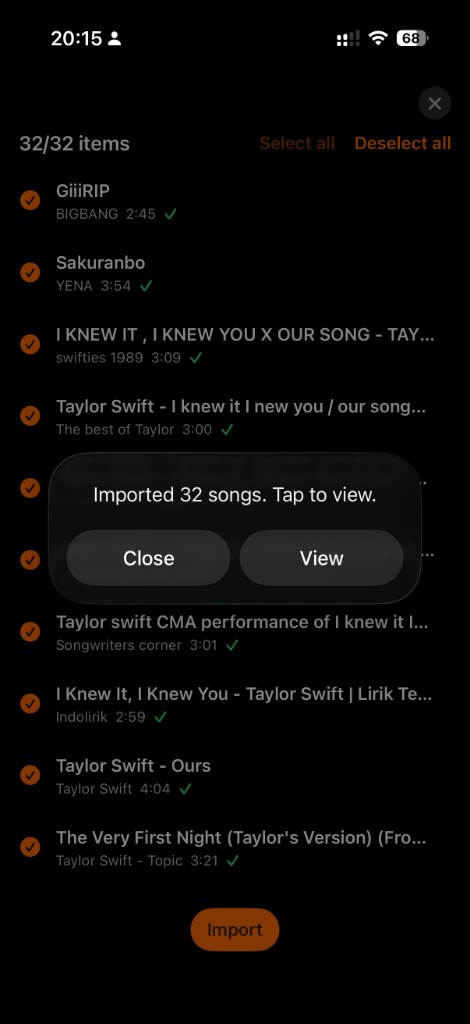 20:15
68
32/32 items
Select all
Deselect all
GiiiRIP
BIGBANG 2:45
Sakuranbo
YENA 3:54
I KNEW IT , I KNEW YOU X OUR SONG - TAY...
swifties 1989 3:09
Taylor Swift - I knew it I new you / our song...
The best of Taylor 3:00
Imported 32 songs. Tap to view.
Close
View
Taylor swift CMA performance of I knew it I...
Songwriters corner 3:01
I Knew It, I Knew You - Taylor Swift | Lirik Te...
Indolirik 2:59
Taylor Swift - Ours
Taylor Swift 4:04
The Very First Night (Taylor's Version) (Fro...
Taylor Swift - Topic 3:21
Import